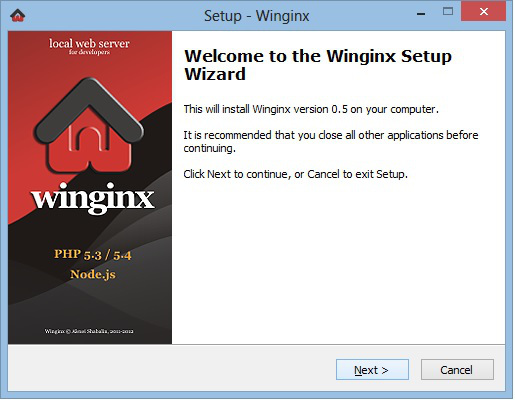 Setup - Winginx
local web server
for developers
winginx
PHP 5.3 / 5.4
Node.js
Winginx © Alexei Shabalin, 2011-2012
Welcome to the Winginx Setup
Wizard
This will install Winginx version 0.5 on your computer.
It is recommended that you close all other applications before
continuing.
Click Next to continue, or Cancel to exit Setup.
Next >
Cancel